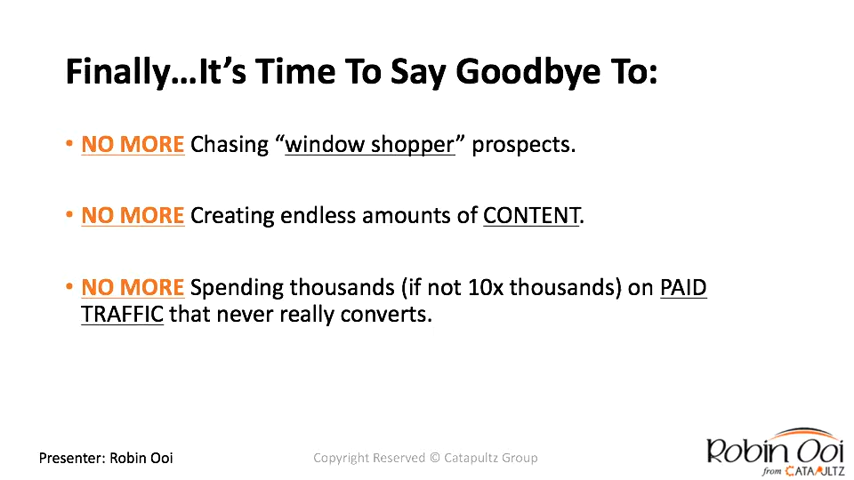 Finally…It's Time To Say Goodbye To:
• NO MORE Chasing “window shopper” prospects.
• NO MORE Creating endless amounts of CONTENT.
• NO MORE Spending thousands (if not 10x thousands) on PAID
TRAFFIC that never really converts.
Presenter: Robin Ooi
Copyright Reserved © Catapultz Group
Robin Ooi
from CATAPULTZ